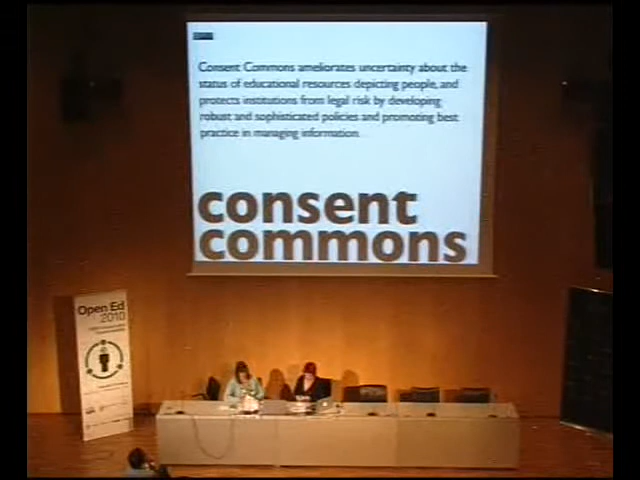 Consent Commons ameliorates uncertainty about the
status of educational resources depicting people, and
protects institutions from legal risk by developing
robust and sophisticated policies and promoting best
practice in managing information.
consent
commons
Open Ed
2010